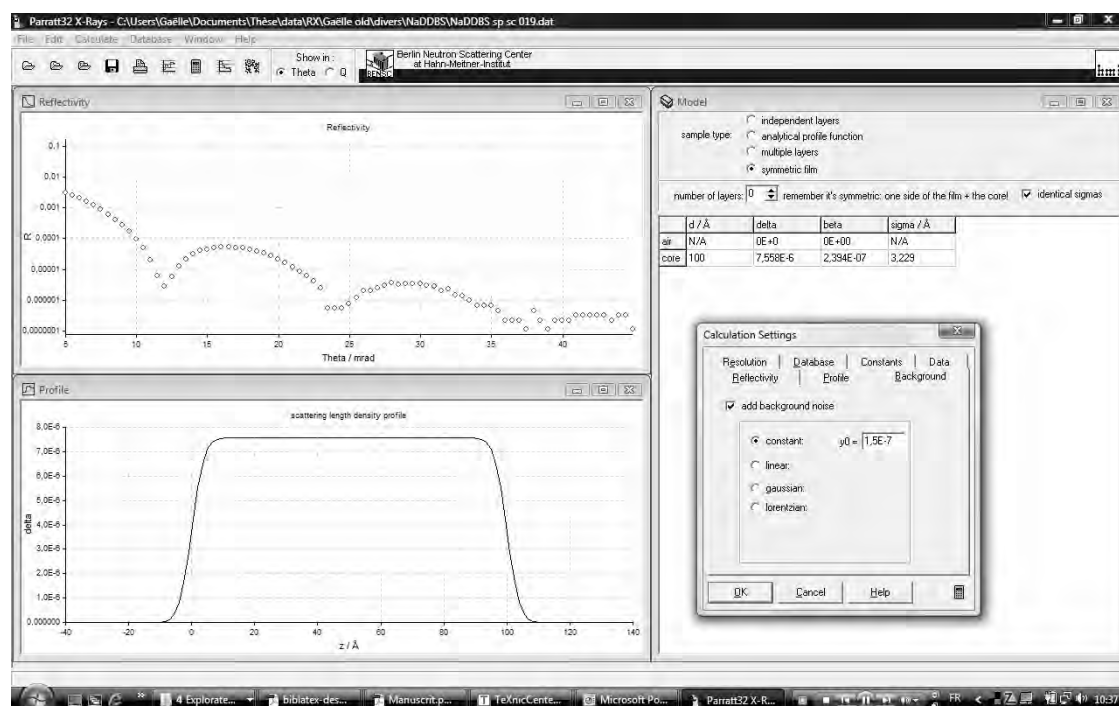 Parratt32 X-Rays - C:\Users\Gaëlle\Documents\Thèse\data\RX\Gaëlle old\divers\NaDDBS\NaDDBS sp sc 019.dat
File Edit Calculate Database Window Help
Show in :
Theta Q
BENSC
Berlin Neutron Scattering Center
at Hahn-Meitner-Institut
hmi
Reflectivity
Reflectivity
0.1
0.01
0.001
0.0001
0.00001
0.000001
0.0000001
R
5 10 15 20 25 30 35 40
Theta / mrad
Profile
scattering length density profile
8,0E-6
7,0E-6
6,0E-6
5,0E-6
4,0E-6
3,0E-6
2,0E-6
1,0E-6
0,000000
delta
-40 -20 0 20 40 60 80 100 120 140
z / Å
Model
sample type:
independent layers
analytical profile function
multiple layers
symmetric film
number of layers: 0 remember it's symmetric: one side of the film + the core! identical sigmas
d / Å delta beta sigma / Å
air N/A 0E+0 0E+00 N/A
core 100 7,558E-6 2,394E-07 3,229
Calculation Settings
Resolution Database Constants Data
Reflectivity Profile Background
add background noise
constant: y0 = 1,5E-7
linear:
gaussian:
lorentzian:
OK Cancel Help
4 Explorate... biblatex-des... Manuscrit.p... TeXnicCente... Microsoft Po... Parratt32 X-R... FR 10:37